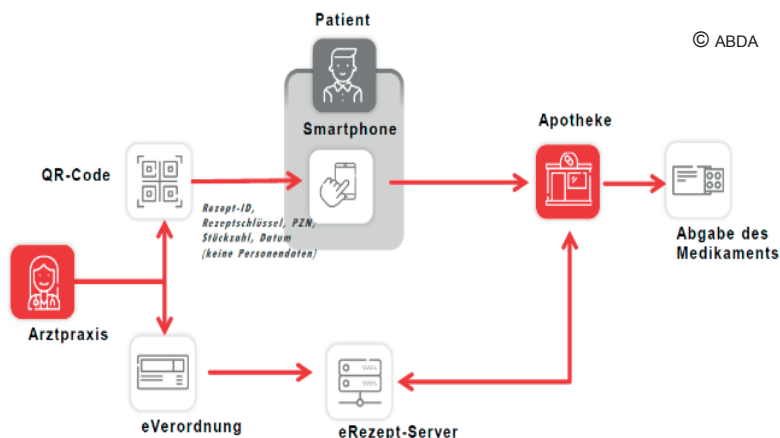 Patient
© ABDA
Smartphone
Apotheke
QR-Code
Rezept-ID,
Rezeptschlüssel, PZN,
Stückzahl, Datum
(keine Personendaten)
Abgabe des
Medikaments
Arztpraxis
eVerordnung
eRezept-Server